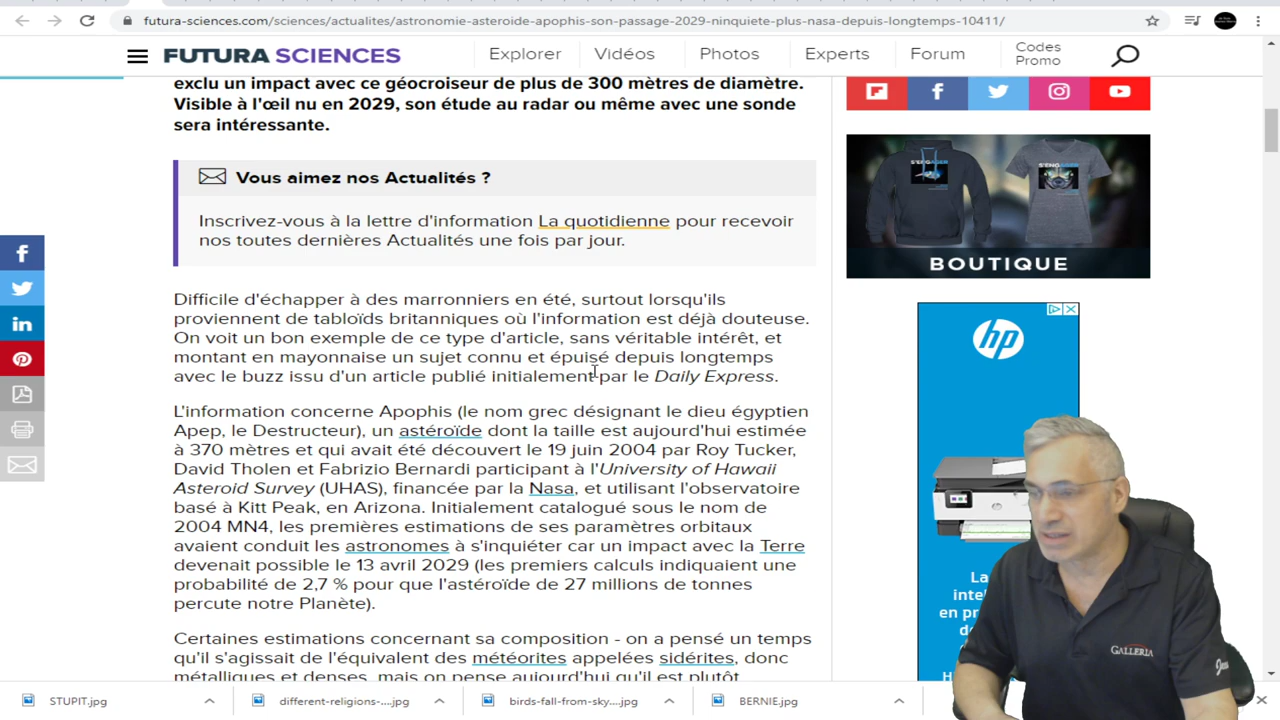 futura-sciences.com/sciences/actualites/astronomie-asteroide-apophis-son-passage-2029-ninquiete-plus-nasa-depuis-longtemps-10411/
FUTURA SCIENCES
Explorer
Vidéos
Photos
Experts
Forum
Codes
Promo
exclu un impact avec ce géocroiseur de plus de 300 mètres de diamètre.
Visible à l'œil nu en 2029, son étude au radar ou même avec une sonde
sera intéressante.
Vous aimez nos Actualités ?
Inscrivez-vous à la lettre d'information La quotidienne pour recevoir
nos toutes dernières Actualités une fois par jour.
Difficile d'échapper à des marronniers en été, surtout lorsqu'ils
proviennent de tabloïds britanniques où l'information est déjà douteuse.
On voit un bon exemple de ce type d'article, sans véritable intérêt, et
montant en mayonnaise un sujet connu et épuisé depuis longtemps
avec le buzz issu d'un article publié initialement par le Daily Express.
L'information concerne Apophis (le nom grec désignant le dieu égyptien
Apep, le Destructeur), un astéroïde dont la taille est aujourd'hui estimée
à 370 mètres et qui avait été découvert le 19 juin 2004 par Roy Tucker,
David Tholen et Fabrizio Bernardi participant à l'University of Hawaii
Asteroid Survey (UHAS), financée par la Nasa, et utilisant l'observatoire
basé à Kitt Peak, en Arizona. Initialement catalogué sous le nom de
2004 MN4, les premières estimations de ses paramètres orbitaux
avaient conduit les astronomes à s'inquiéter car un impact avec la Terre
devenait possible le 13 avril 2029 (les premiers calculs indiquaient une
probabilité de 2,7 % pour que l'astéroïde de 27 millions de tonnes
percute notre Planète).
Certaines estimations concernant sa composition - on a pensé un temps
qu'il s'agissait de l'équivalent des météorites appelées sidérites, donc
métalliques et denses, mais on pense aujourd'hui qu'il est plutôt
S'ENGAGER
BOUTIQUE
hp
La
inte
en pr
GALLERIA
STUPIT.jpg
different-religions-....jpg
birds-fall-from-sky....jpg
BERNIE.jpg